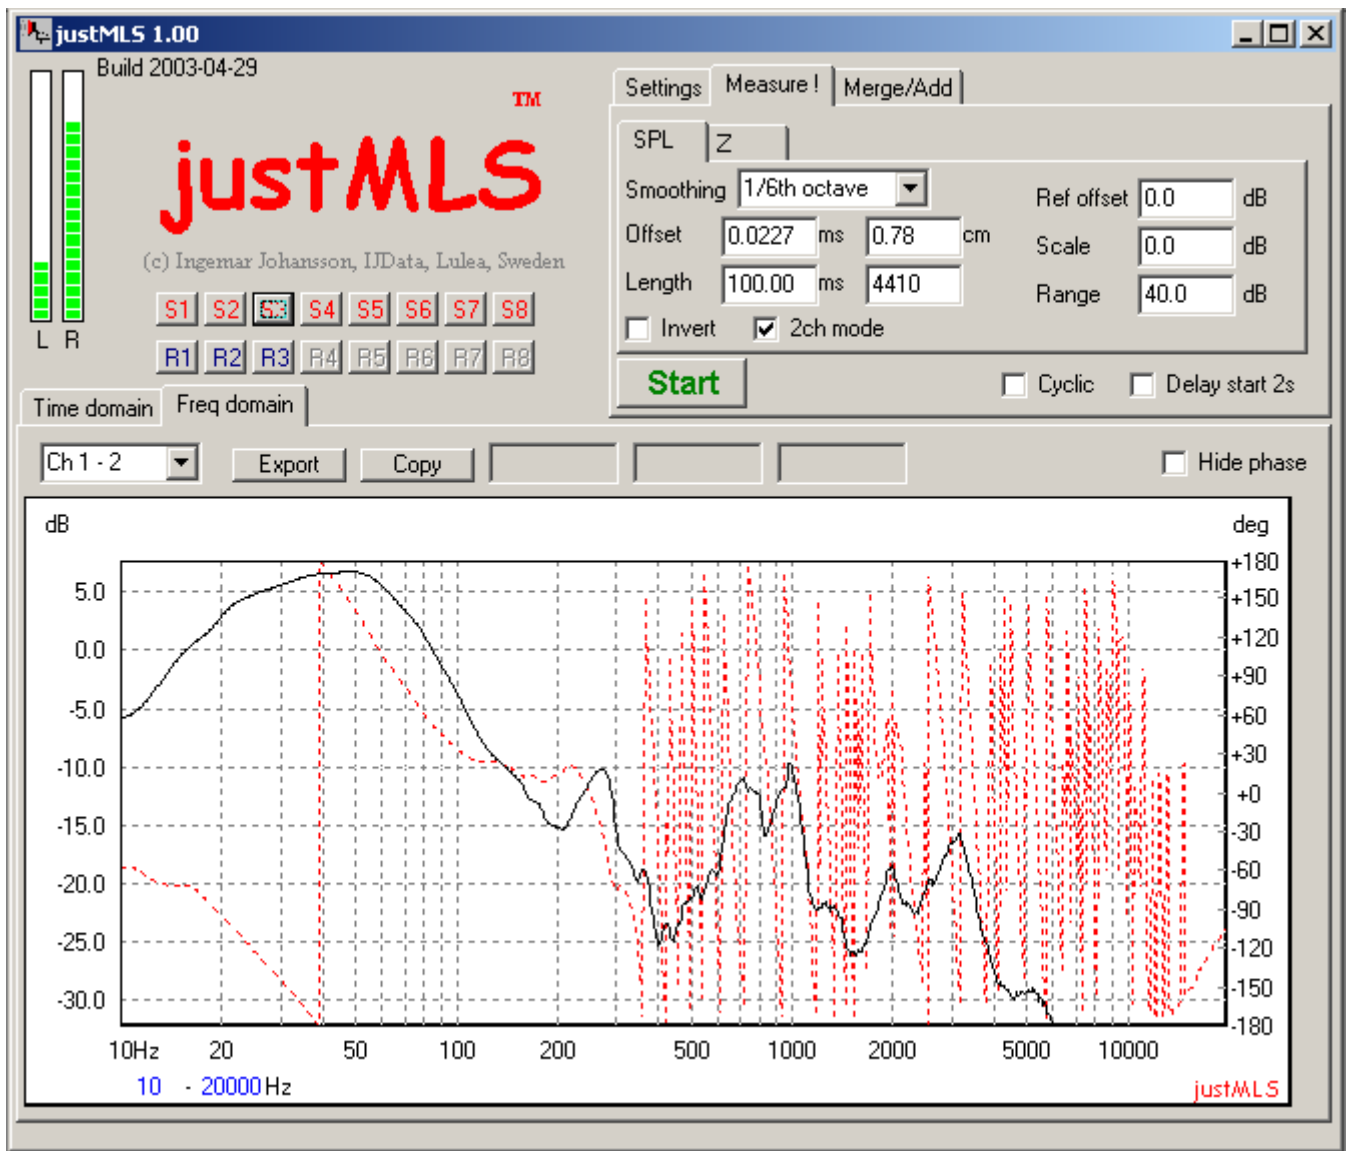 justMLS 1.00
Build 2003-04-29
TM
justMLS
(c) Ingemar Johansson, IJData, Lulea, Sweden
L R
S1 S2 S3 S4 S5 S6 S7 S8
R1 R2 R3 R4 R5 R6 R7 R8
Settings Measure ! Merge/Add
SPL Z
Smoothing 1/6th octave Ref offset 0.0 dB
Offset 0.0227 ms 0.78 cm Scale 0.0 dB
Length 100.00 ms 4410 Range 40.0 dB
Invert 2ch mode
Start Cyclic Delay start 2s
Time domain Freq domain
Ch 1 - 2 Export Copy Hide phase
dB deg
+180
5.0 +150
0.0 +120
+90
-5.0 +60
-10.0 +30
+0
-15.0 -30
-20.0 -60
-90
-25.0 -120
-30.0 -150
-180
10Hz 20 50 100 200 500 1000 2000 5000 10000
10 - 20000 Hz justMLS